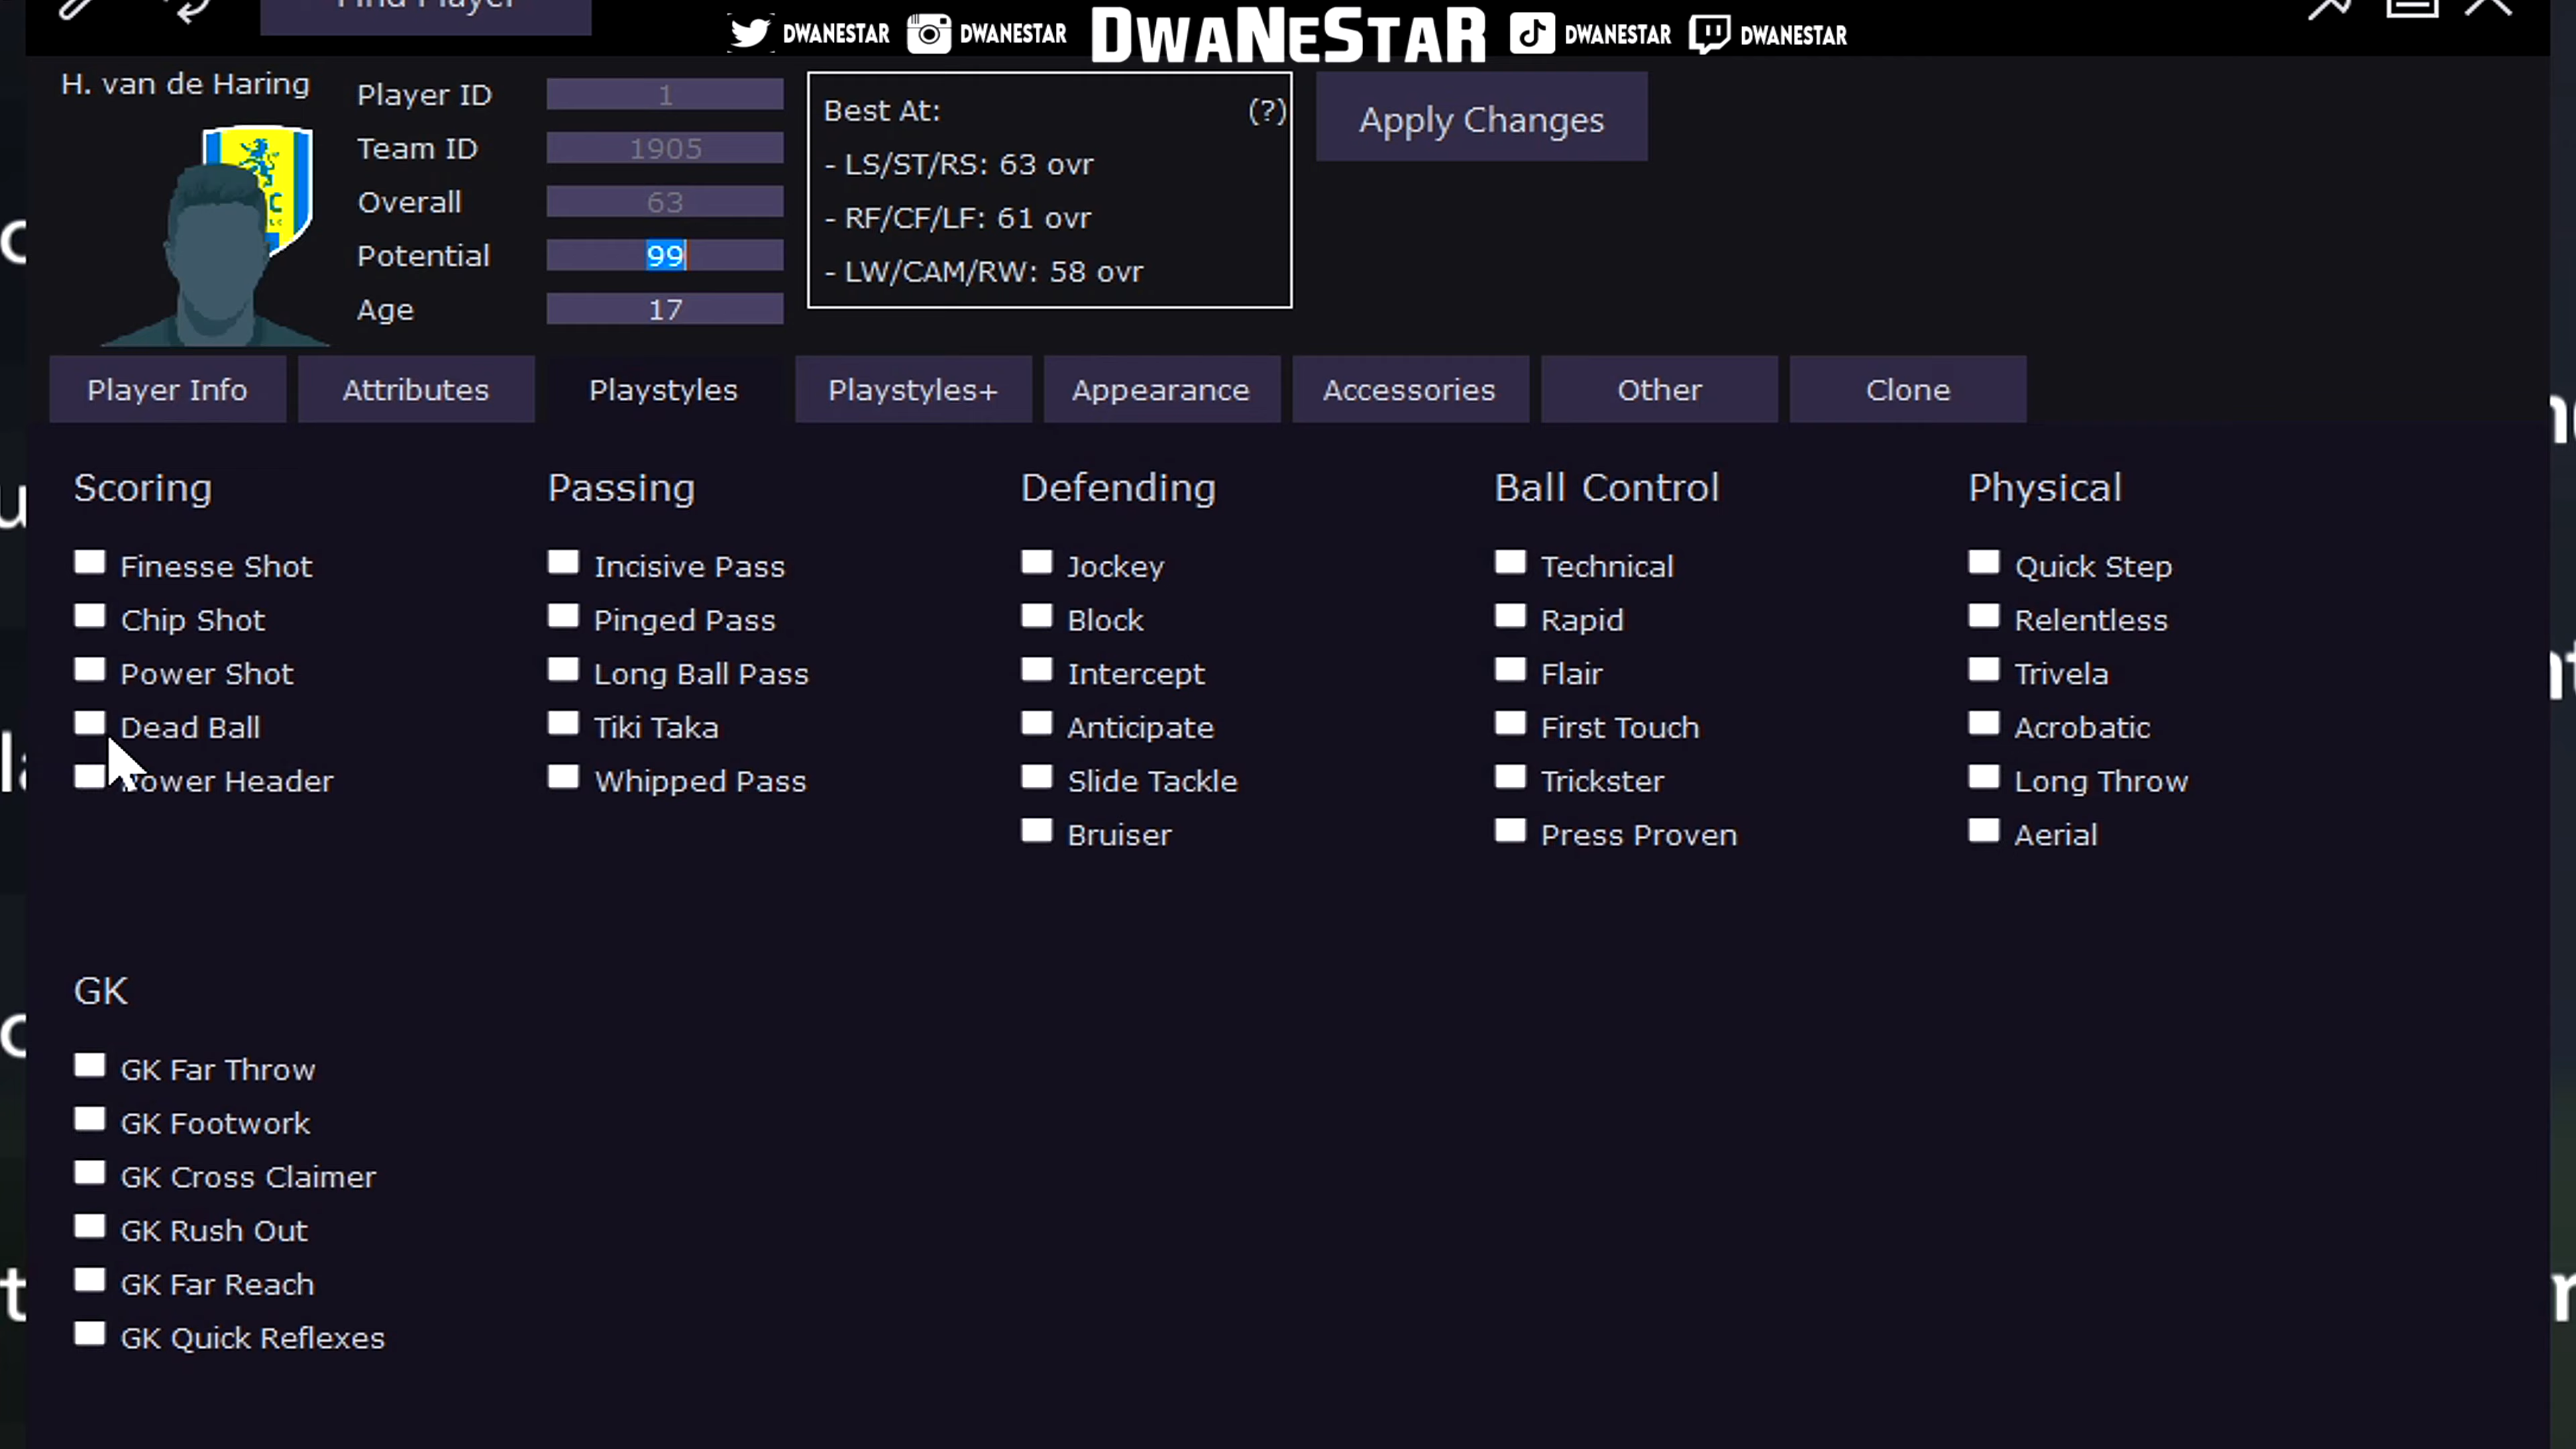 Find Player
DWANESTAR DWANESTAR DWANESTAR DWANESTAR DWANESTAR
H. van de Haring
Player ID 1
Team ID 1905
Overall 63
Potential 99
Age 17
Best At: (?)
- LS/ST/RS: 63 ovr
- RF/CF/LF: 61 ovr
- LW/CAM/RW: 58 ovr
Apply Changes
Player Info Attributes Playstyles Playstyles+ Appearance Accessories Other Clone
Scoring
Finesse Shot
Chip Shot
Power Shot
Dead Ball
Power Header
Passing
Incisive Pass
Pinged Pass
Long Ball Pass
Tiki Taka
Whipped Pass
Defending
Jockey
Block
Intercept
Anticipate
Slide Tackle
Bruiser
Ball Control
Technical
Rapid
Flair
First Touch
Trickster
Press Proven
Physical
Quick Step
Relentless
Trivela
Acrobatic
Long Throw
Aerial
GK
GK Far Throw
GK Footwork
GK Cross Claimer
GK Rush Out
GK Far Reach
GK Quick Reflexes